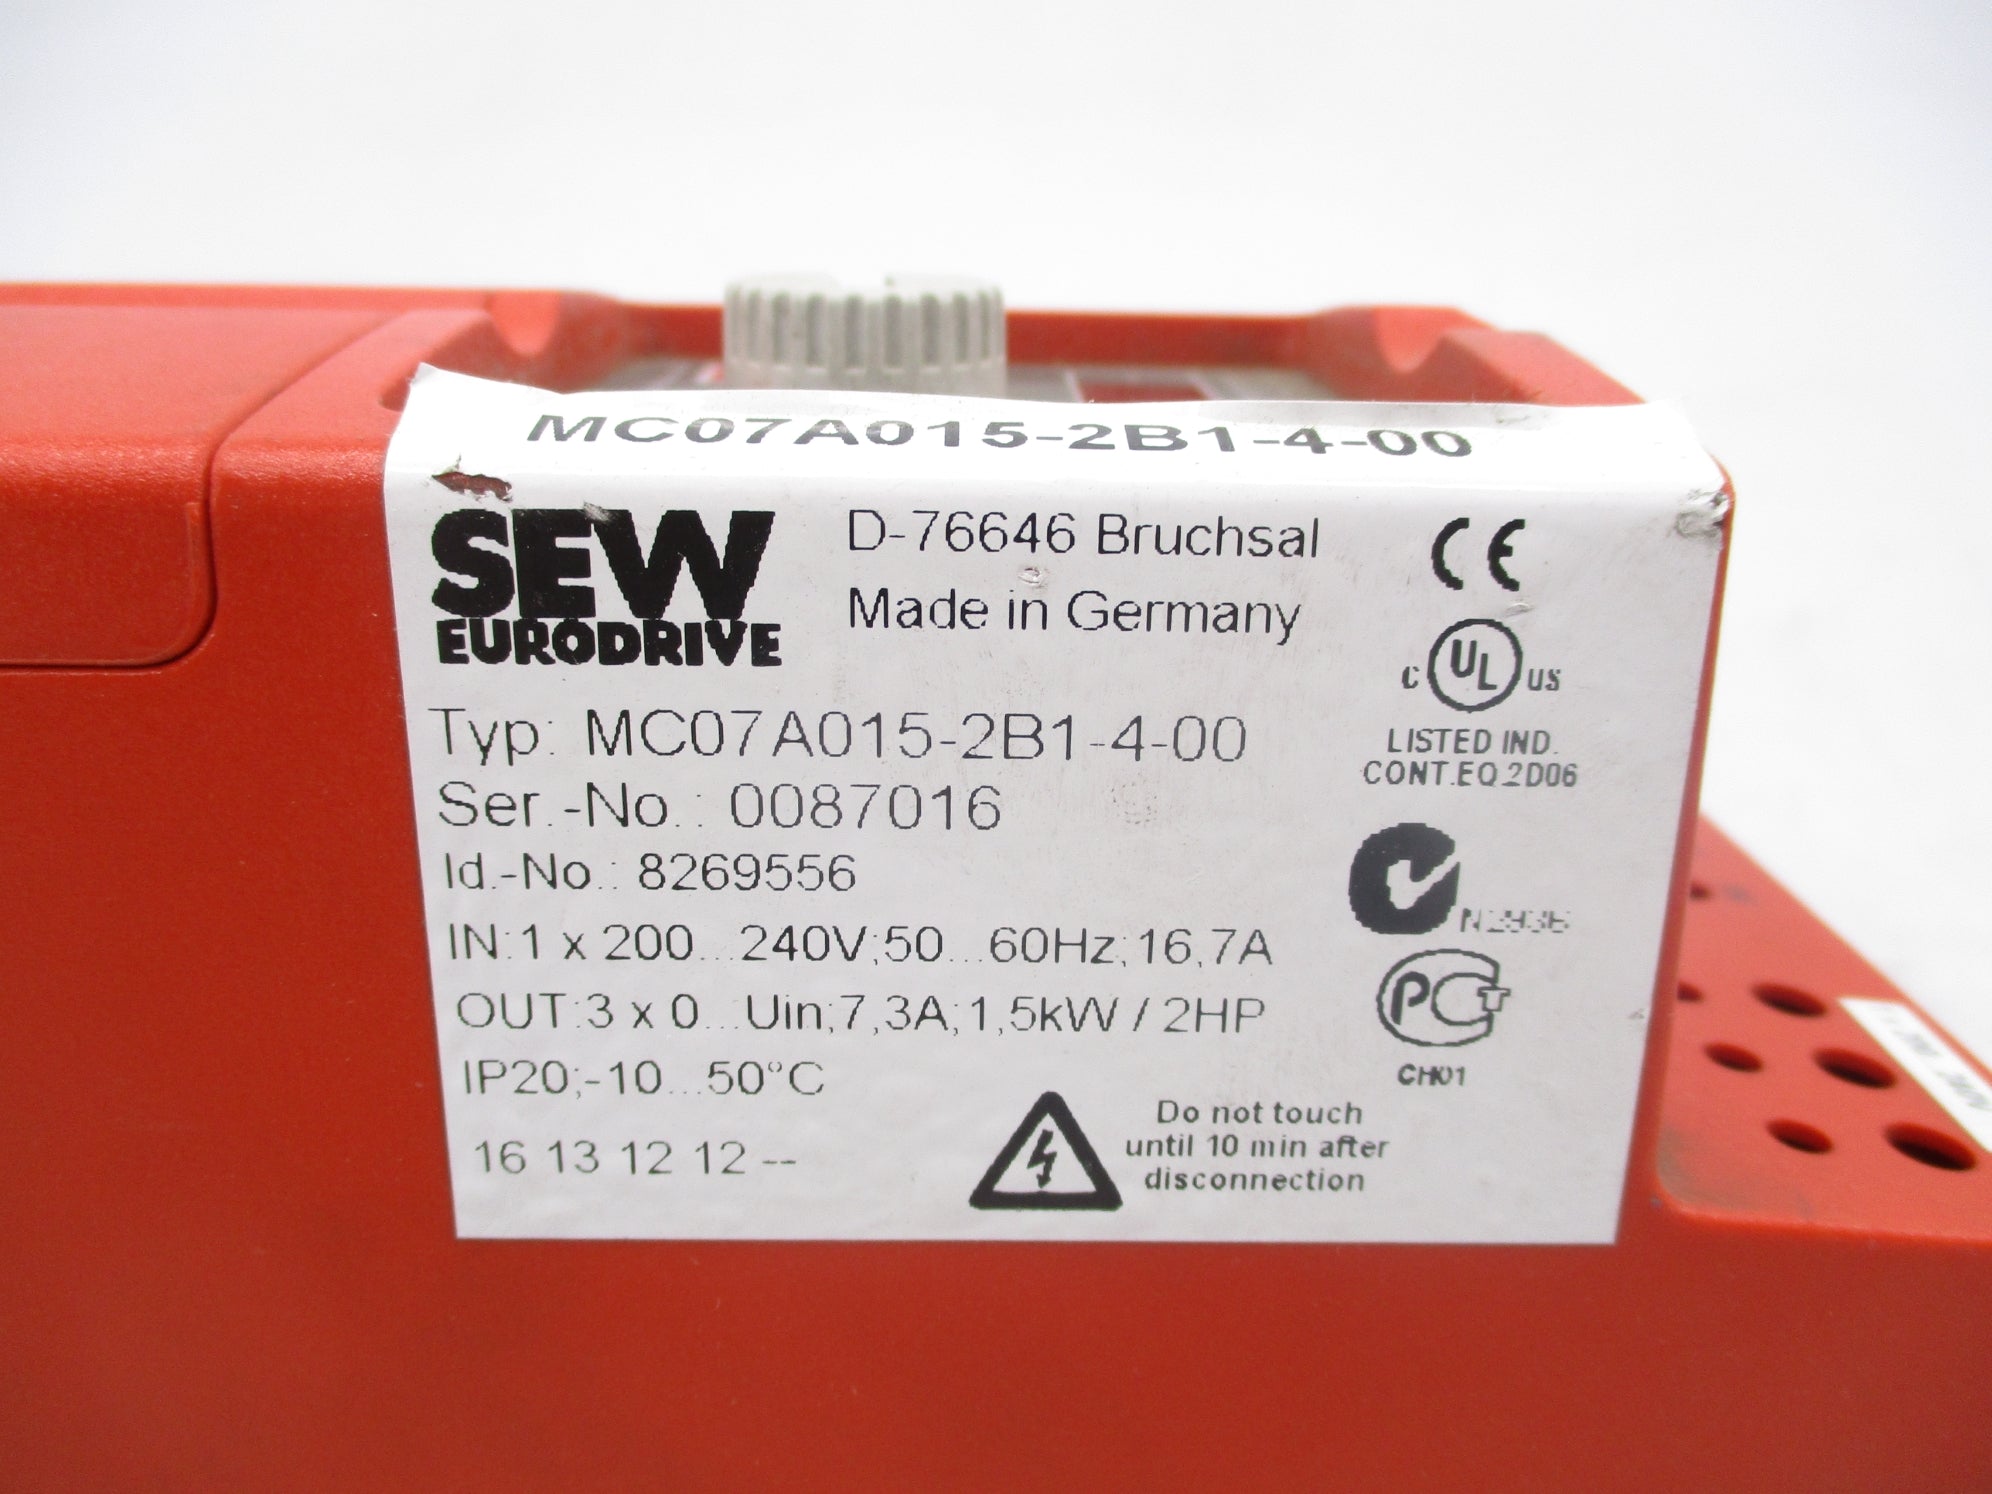 MC07A015-2B1-4-00
SEW
EURODRIVE
D-76646 Bruchsal
Made in Germany
CE
Typ: MC07A015-2B1-4-00
Ser.-No.: 0087016
Id.-No.: 8269556
IN:1 x 200...240V;50...60Hz;16,7A
OUT:3 x 0...Uin;7,3A;1,5kW / 2HP
IP20;-10...50°C
16 13 12 12 --
C UL US
LISTED IND.
CONT.EQ.2D06
PCT
CH01
Do not touch
until 10 min after
disconnection